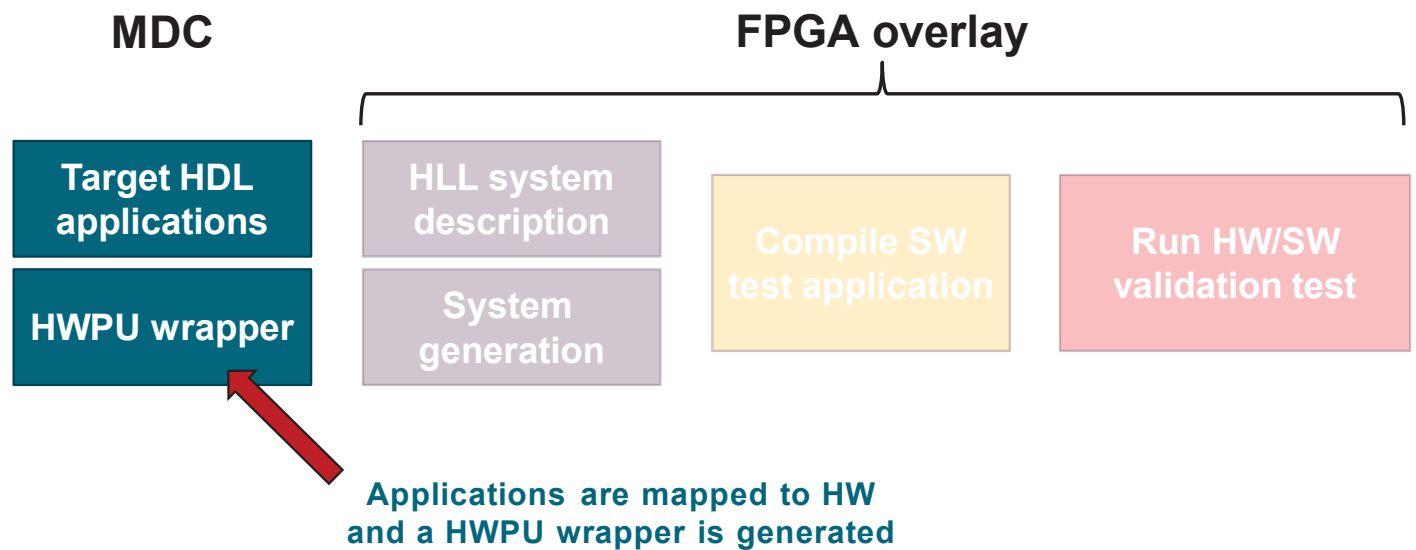 MDC
FPGA overlay
Target HDL
applications
HWPU wrapper
HLL system
description
System
generation
Compile SW
test application
Run HW/SW
validation test
Applications are mapped to HW
and a HWPU wrapper is generated